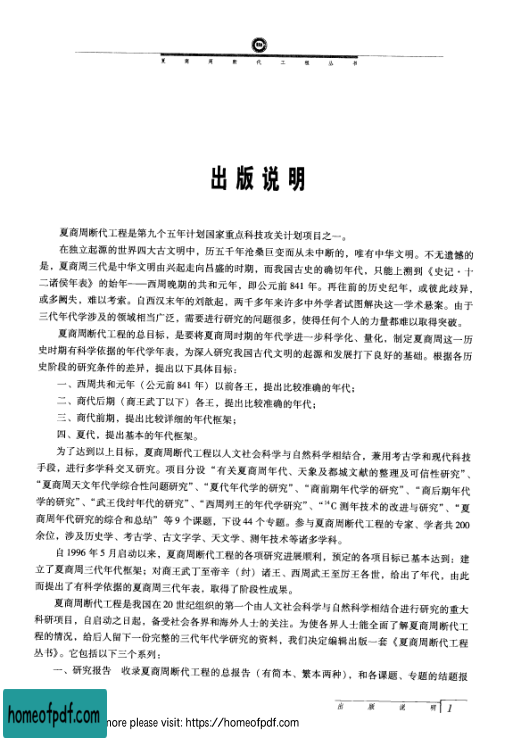 夏商周断代工程丛书
出版说明
夏商周断代工程是第九个五年计划国家重点科技攻关计划项目之一。
在独立起源的世界四大古文明中，历五千年沧桑巨变而从未中断的，唯有中华文明。不无遗憾的
是，夏商周三代是中华文明由兴起走向昌盛的时期，而我国古史的确切年代，只能上溯到《史记·十
二诸侯年表》的始年——西周晚期的共和元年，即公元前 841 年。再往前的历史纪年，或彼此歧异，
或多阙失，难以考索。自西汉末年的刘歆起，两千多年来许多中外学者试图解决这一学术悬案。由于
三代年代学涉及的领域相当广泛，需要进行研究的问题很多，使得任何个人的力量都难以取得突破。
夏商周断代工程的总目标，是要将夏商周时期的年代学进一步科学化、量化，制定夏商周这一历
史时期有科学依据的年代学年表，为深入研究我国古代文明的起源和发展打下良好的基础。根据各历
史阶段的研究条件的差异，提出以下具体目标：
一、西周共和元年（公元前 841 年）以前各王，提出比较准确的年代；
二、商代后期（商王武丁以下）各王，提出比较准确的年代；
三、商代前期，提出比较详细的年代框架；
四、夏代，提出基本的年代框架。
为了达到以上目标，夏商周断代工程以人文社会科学与自然科学相结合，兼用考古学和现代科技
手段，进行多学科交叉研究。项目分设“有关夏商周年代、天象及都城文献的整理及可信性研究”、
“夏商周天文年代学综合性问题研究”、“夏代年代学的研究”、“商前期年代学的研究”、“商后期年代
学的研究”、“武王伐纣年代的研究”、“西周列王的年代学研究”、“¹⁴C 测年技术的改进与研究”、“夏
商周年代研究的综合和总结”等 9 个课题，下设 44 个专题。参与夏商周断代工程的专家、学者共 200
余位，涉及历史学、考古学、古文字学、天文学、测年技术等诸多学科。
自 1996 年 5 月启动以来，夏商周断代工程的各项研究进展顺利，预定的各项目标已基本达到：建
立了夏商周三代年代框架；对商王武丁至帝辛（纣）诸王、西周武王至厉王各世，给出了年代，由此
而提出了有科学依据的夏商周三代年表，取得了阶段性成果。
夏商周断代工程是我国在 20 世纪组织的第一个由人文社会科学与自然科学相结合进行研究的重大
科研项目，自启动之日起，备受社会各界和海外人士的关注。为使各界人士能全面了解夏商周断代工
程的情况，给后人留下一份完整的三代年代学研究的资料，我们决定编辑出版一套《夏商周断代工程
丛书》。它包括以下三个系列：
一、研究报告 收录夏商周断代工程的总报告（有简本、繁本两种），和各课题、专题的结题报
出版说明 1
homeofpdf.com
more please visit: https://homeofpdf.com